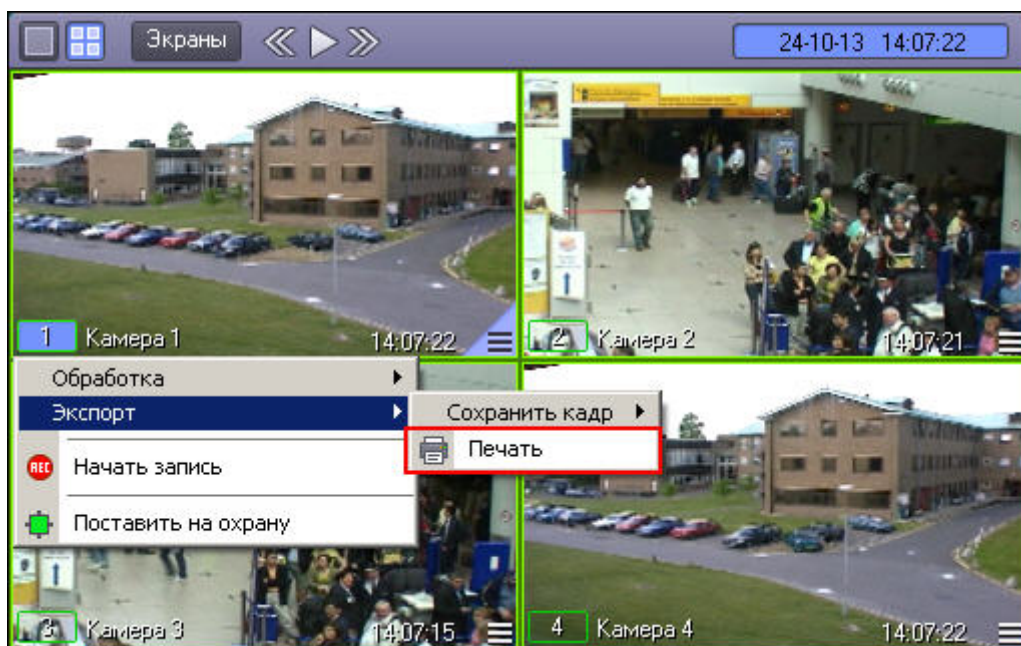 Экраны
24-10-13 14:07:22
1 Камера 1 14:07:22
2 Камера 2 14:07:21
Обработка
Экспорт
Сохранить кадр
Печать
REC Начать запись
Поставить на охрану
3 Камера 3 14:07:15
4 Камера 4 14:07:22